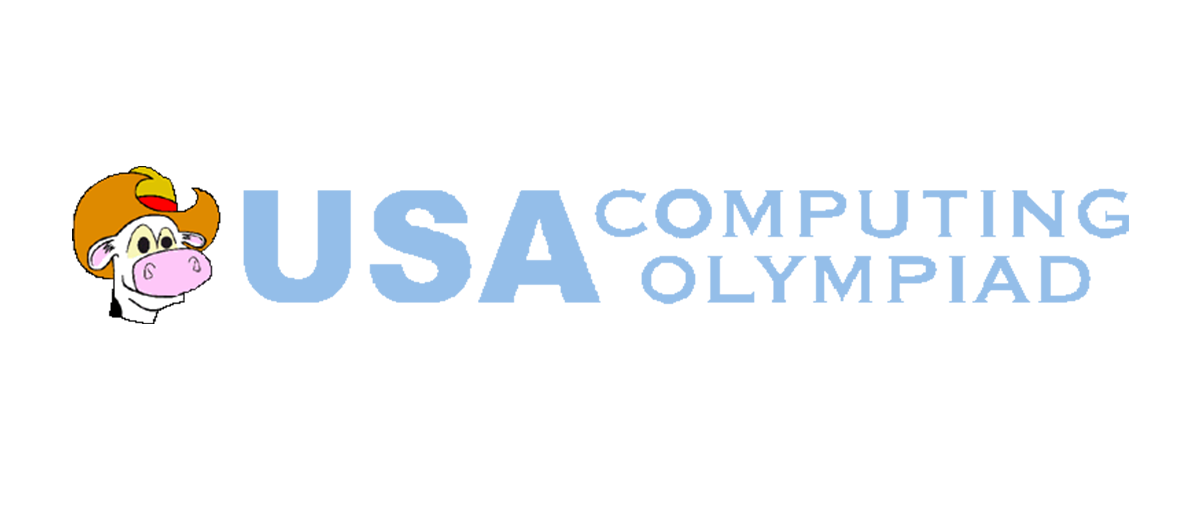 USA COMPUTING
OLYMPIAD